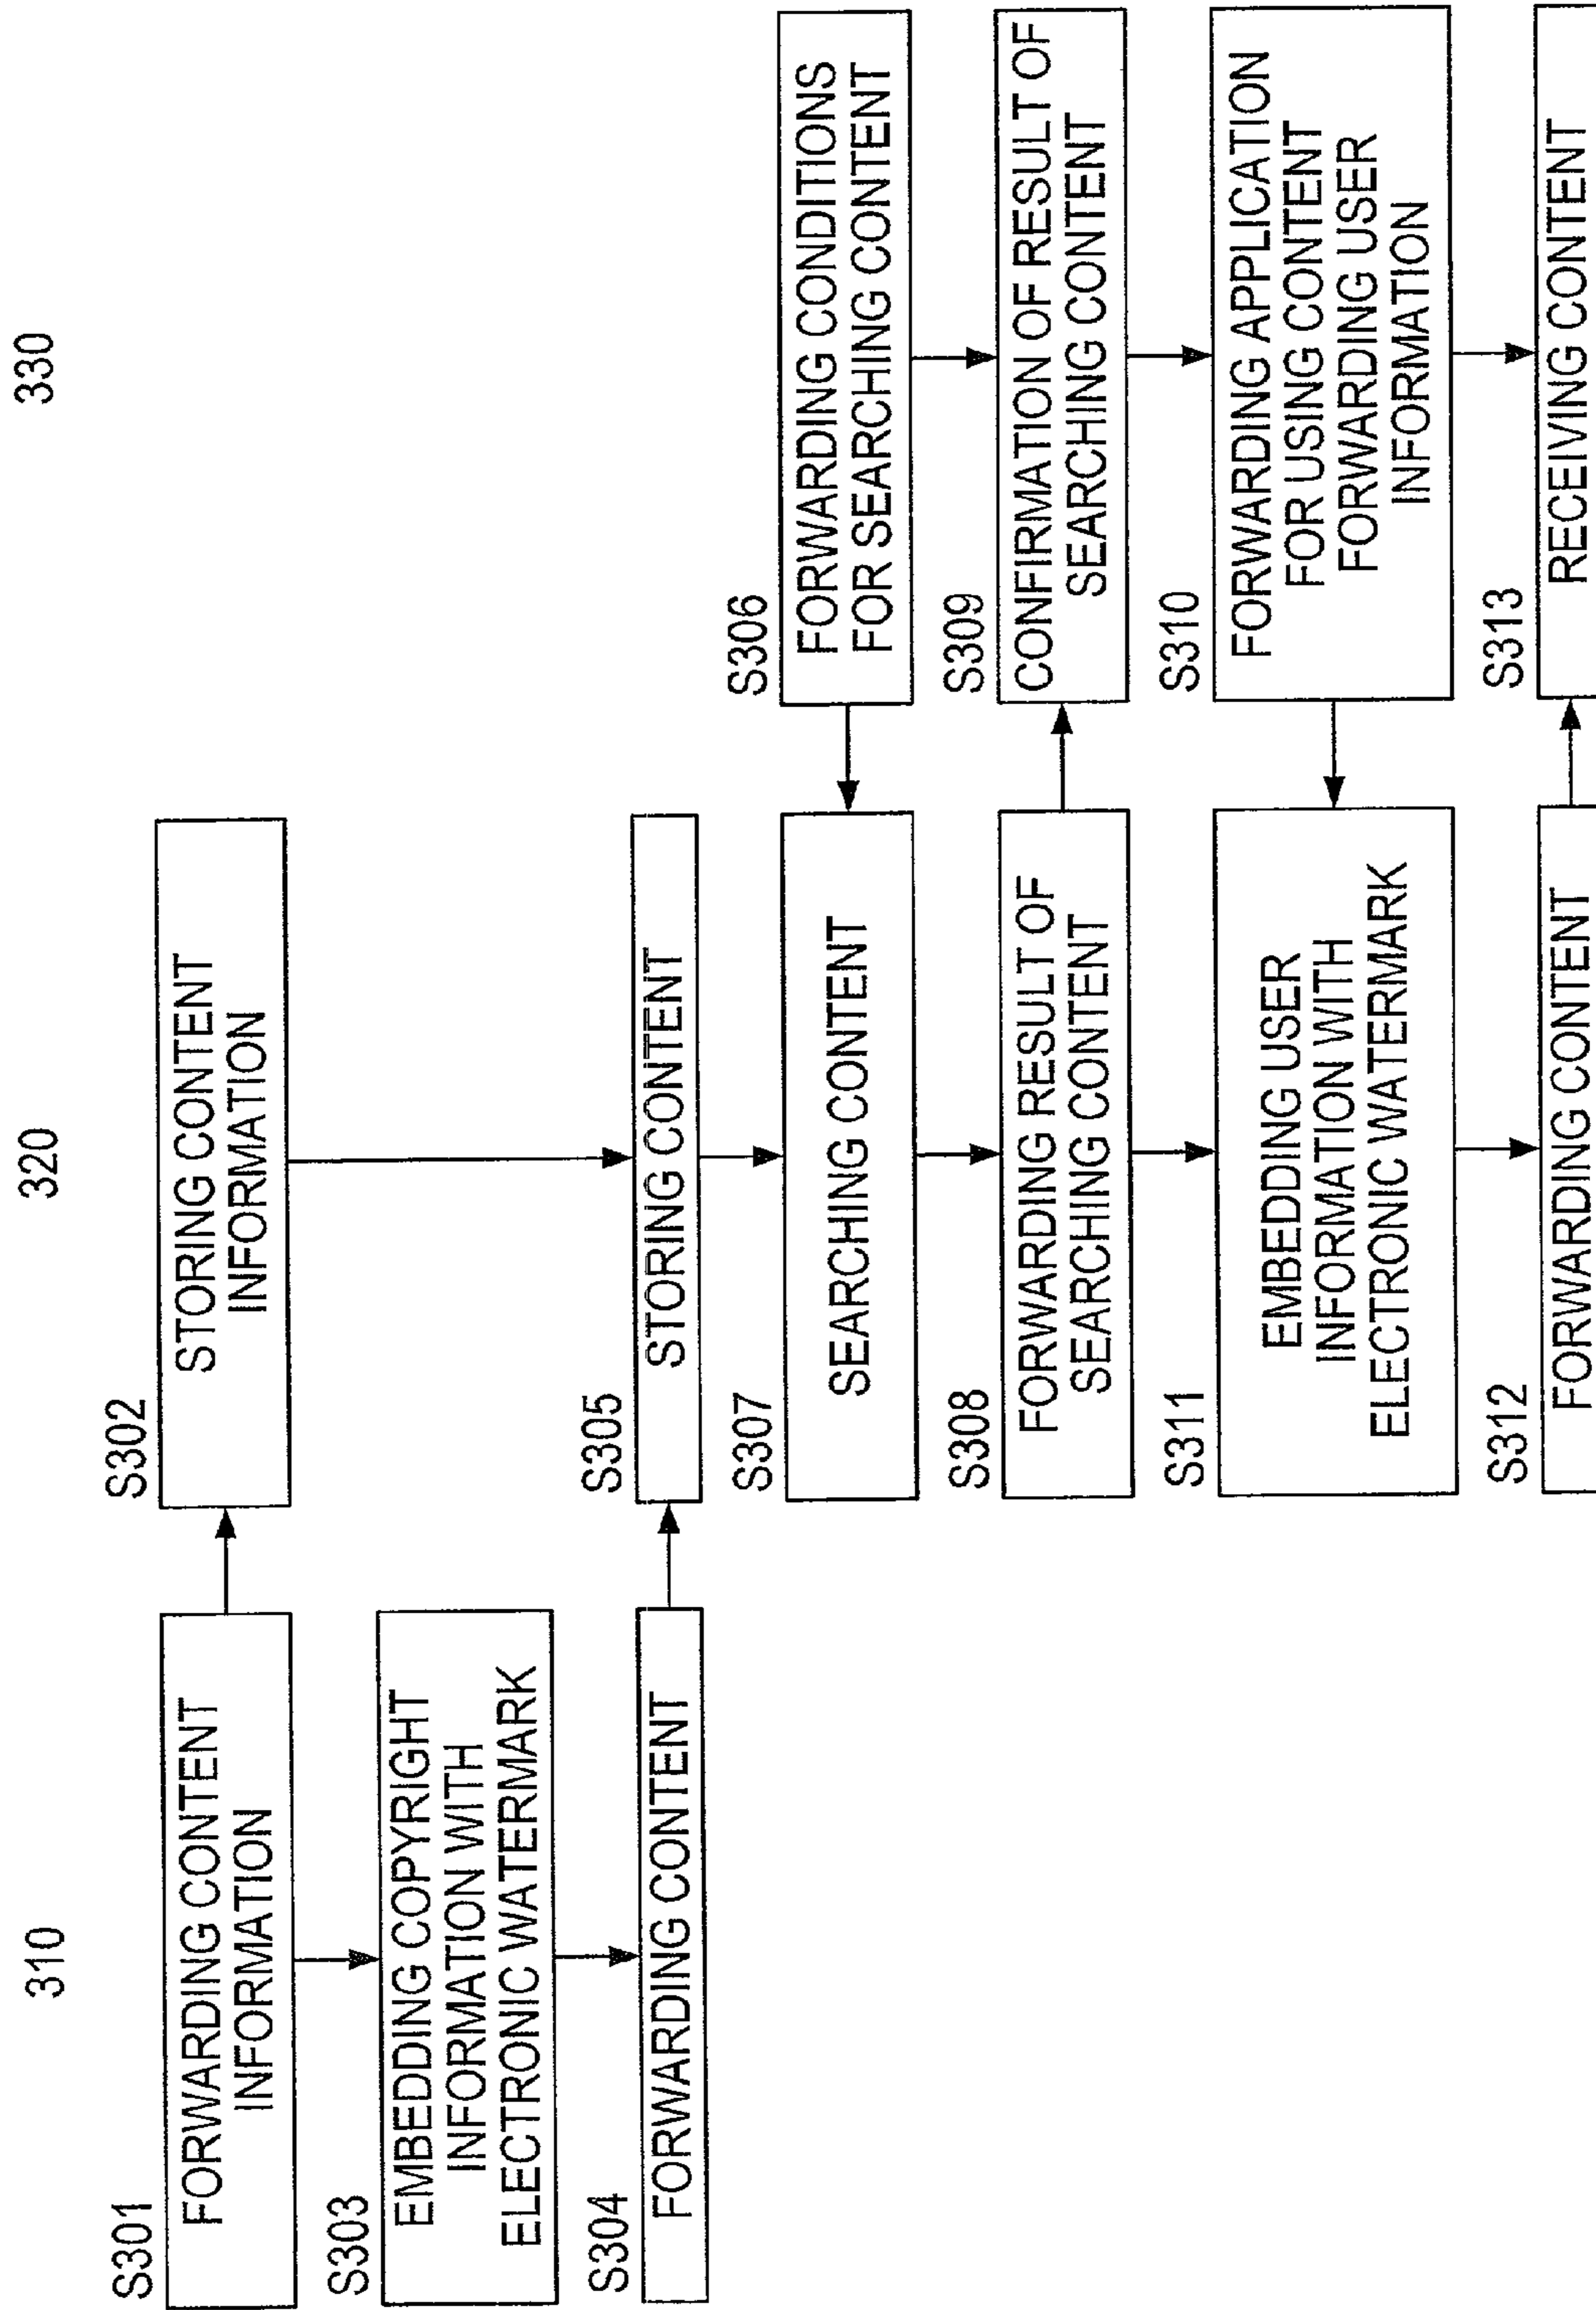 310
320
330
S301
FORWARDING CONTENT
INFORMATION
S302
STORING CONTENT
INFORMATION
S303
EMBEDDING COPYRIGHT
INFORMATION WITH
ELECTRONIC WATERMARK
S304
FORWARDING CONTENT
S305
STORING CONTENT
S306
FORWARDING CONDITIONS
FOR SEARCHING CONTENT
S307
SEARCHING CONTENT
S308
FORWARDING RESULT OF
SEARCHING CONTENT
S309
CONFIRMATION OF RESULT OF
SEARCHING CONTENT
S310
FORWARDING APPLICATION
FOR USING CONTENT
FORWARDING USER
INFORMATION
S311
EMBEDDING USER
INFORMATION WITH
ELECTRONIC WATERMARK
S312
FORWARDING CONTENT
S313
RECEIVING CONTENT